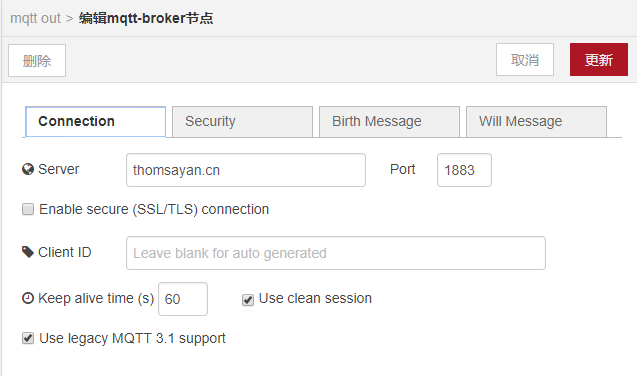 mqtt out > 编辑mqtt-broker节点
删除 取消 更新
Connection Security Birth Message Will Message
Server thomsayan.cn Port 1883
Enable secure (SSL/TLS) connection
Client ID Leave blank for auto generated
Keep alive time (s) 60 Use clean session
Use legacy MQTT 3.1 support